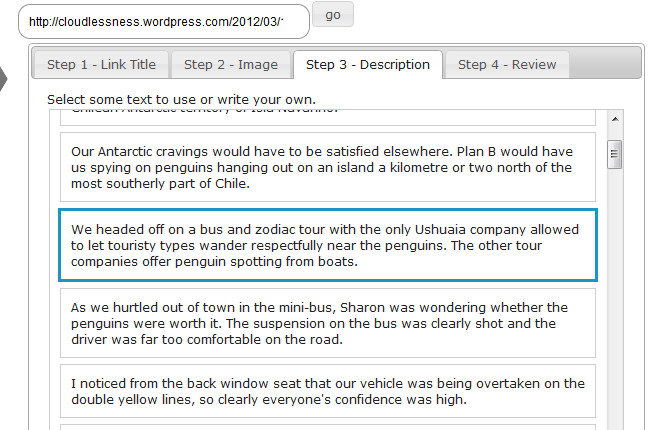 http://cloudlessness.wordpress.com/2012/03/
go
Step 1 - Link Title
Step 2 - Image
Step 3 - Description
Step 4 - Review
Select some text to use or write your own.
Chilean Antarctic territory of Isla Navarino.
Our Antarctic cravings would have to be satisfied elsewhere. Plan B would have
us spying on penguins hanging out on an island a kilometre or two north of the
most southerly part of Chile.
We headed off on a bus and zodiac tour with the only Ushuaia company allowed
to let touristy types wander respectfully near the penguins. The other tour
companies offer penguin spotting from boats.
As we hurtled out of town in the mini-bus, Sharon was wondering whether the
penguins were worth it. The suspension on the bus was clearly shot and the
driver was far too comfortable on the road.
I noticed from the back window seat that our vehicle was being overtaken on the
double yellow lines, so clearly everyone's confidence was high.